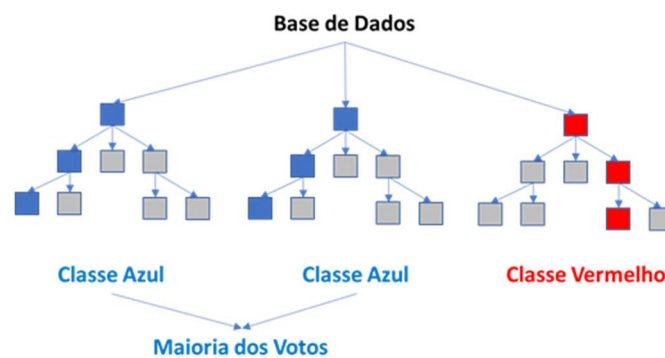 Base de Dados
Classe Azul
Classe Azul
Classe Vermelho
Maioria dos Votos